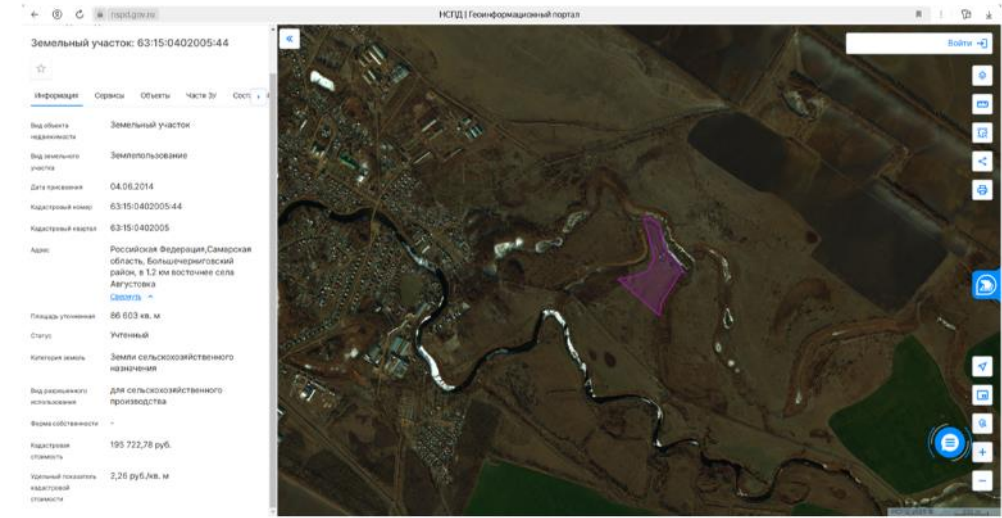 nspd.gov.ru
НСПД | Геоинформационный портал
Земельный участок: 63:15:0402005:44
Войти
Информация Сервисы Объекты Части ЗУ Сост
Вид объекта недвижимости
Земельный участок
Вид земельного участка
Землепользование
Дата присвоения 04.06.2014
Кадастровый номер 63:15:0402005:44
Кадастровый квартал 63:15:0402005
Адрес Российская Федерация,Самарская
область, Большечерниговский
район, в 1.2 км восточнее села
Августовка
Свернуть
Площадь уточненная 86 603 кв. м
Статус Учтенный
Категория земель Земли сельскохозяйственного
назначения
Вид разрешенного использования
для сельскохозяйственного
производства
Форма собственности -
Кадастровая стоимость
195 722,78 руб.
Удельный показатель кадастровой стоимости
2,26 руб./кв. м